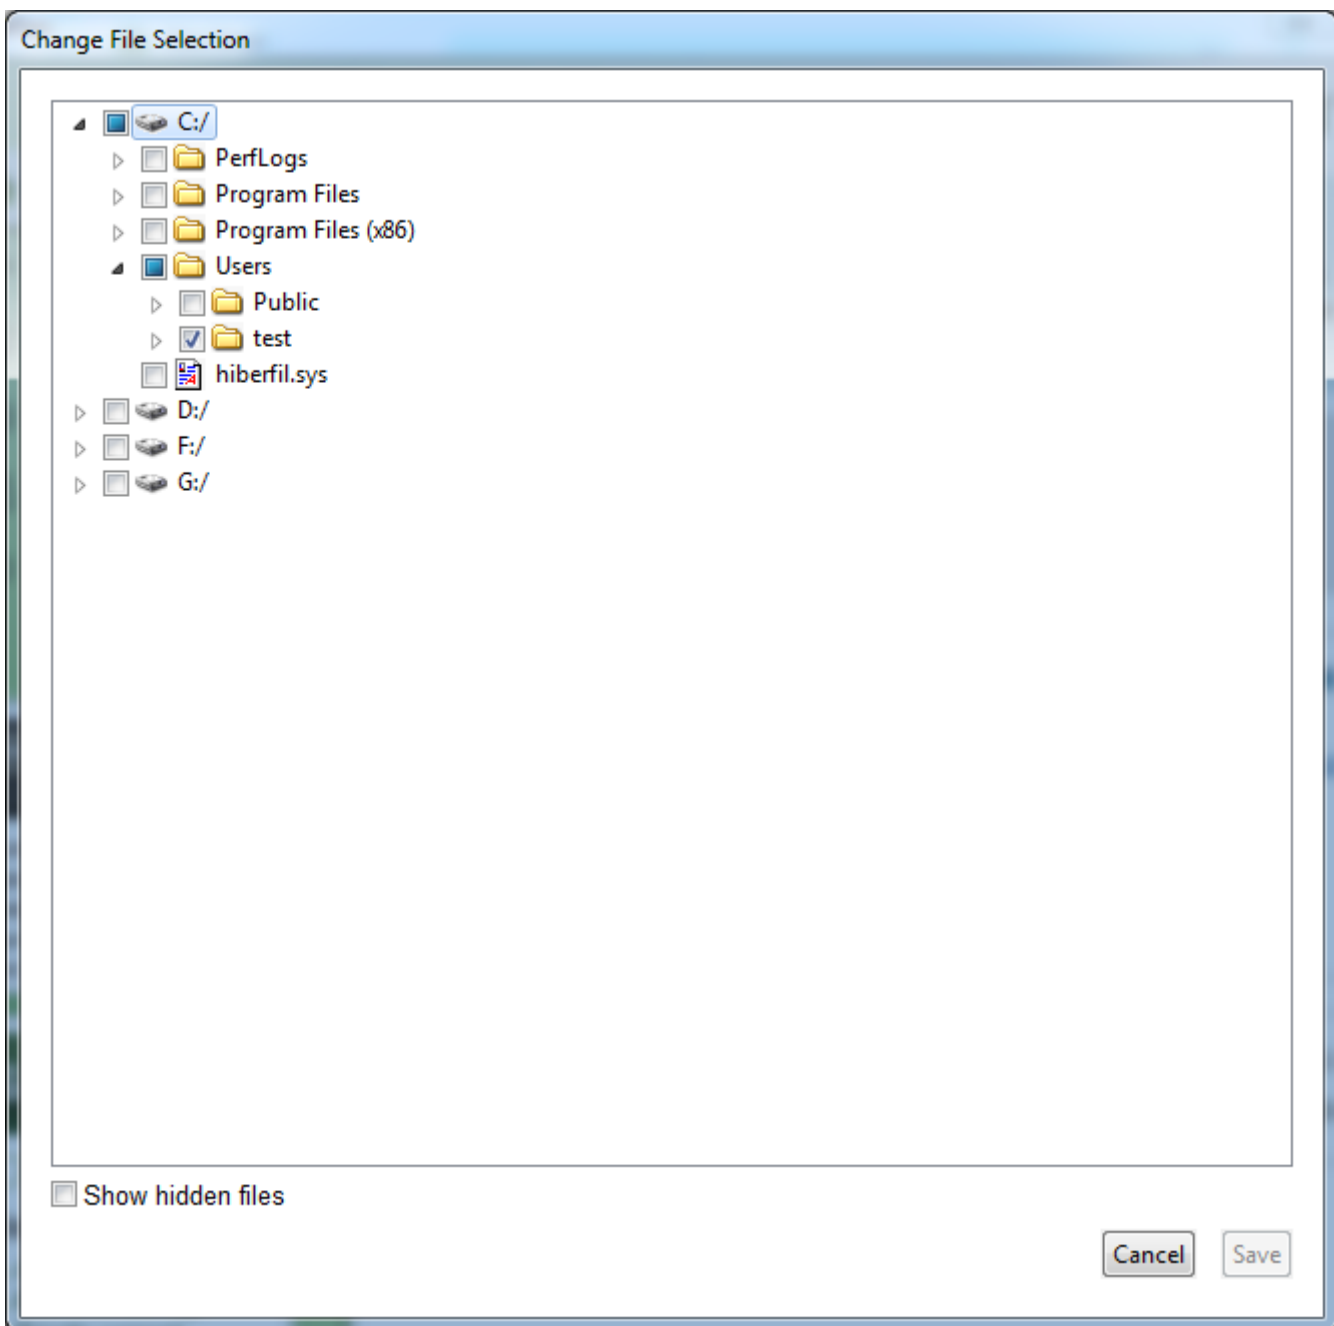 Change File Selection
C:/
PerfLogs
Program Files
Program Files (x86)
Users
Public
test
hiberfil.sys
D:/
F:/
G:/
Show hidden files
Cancel
Save